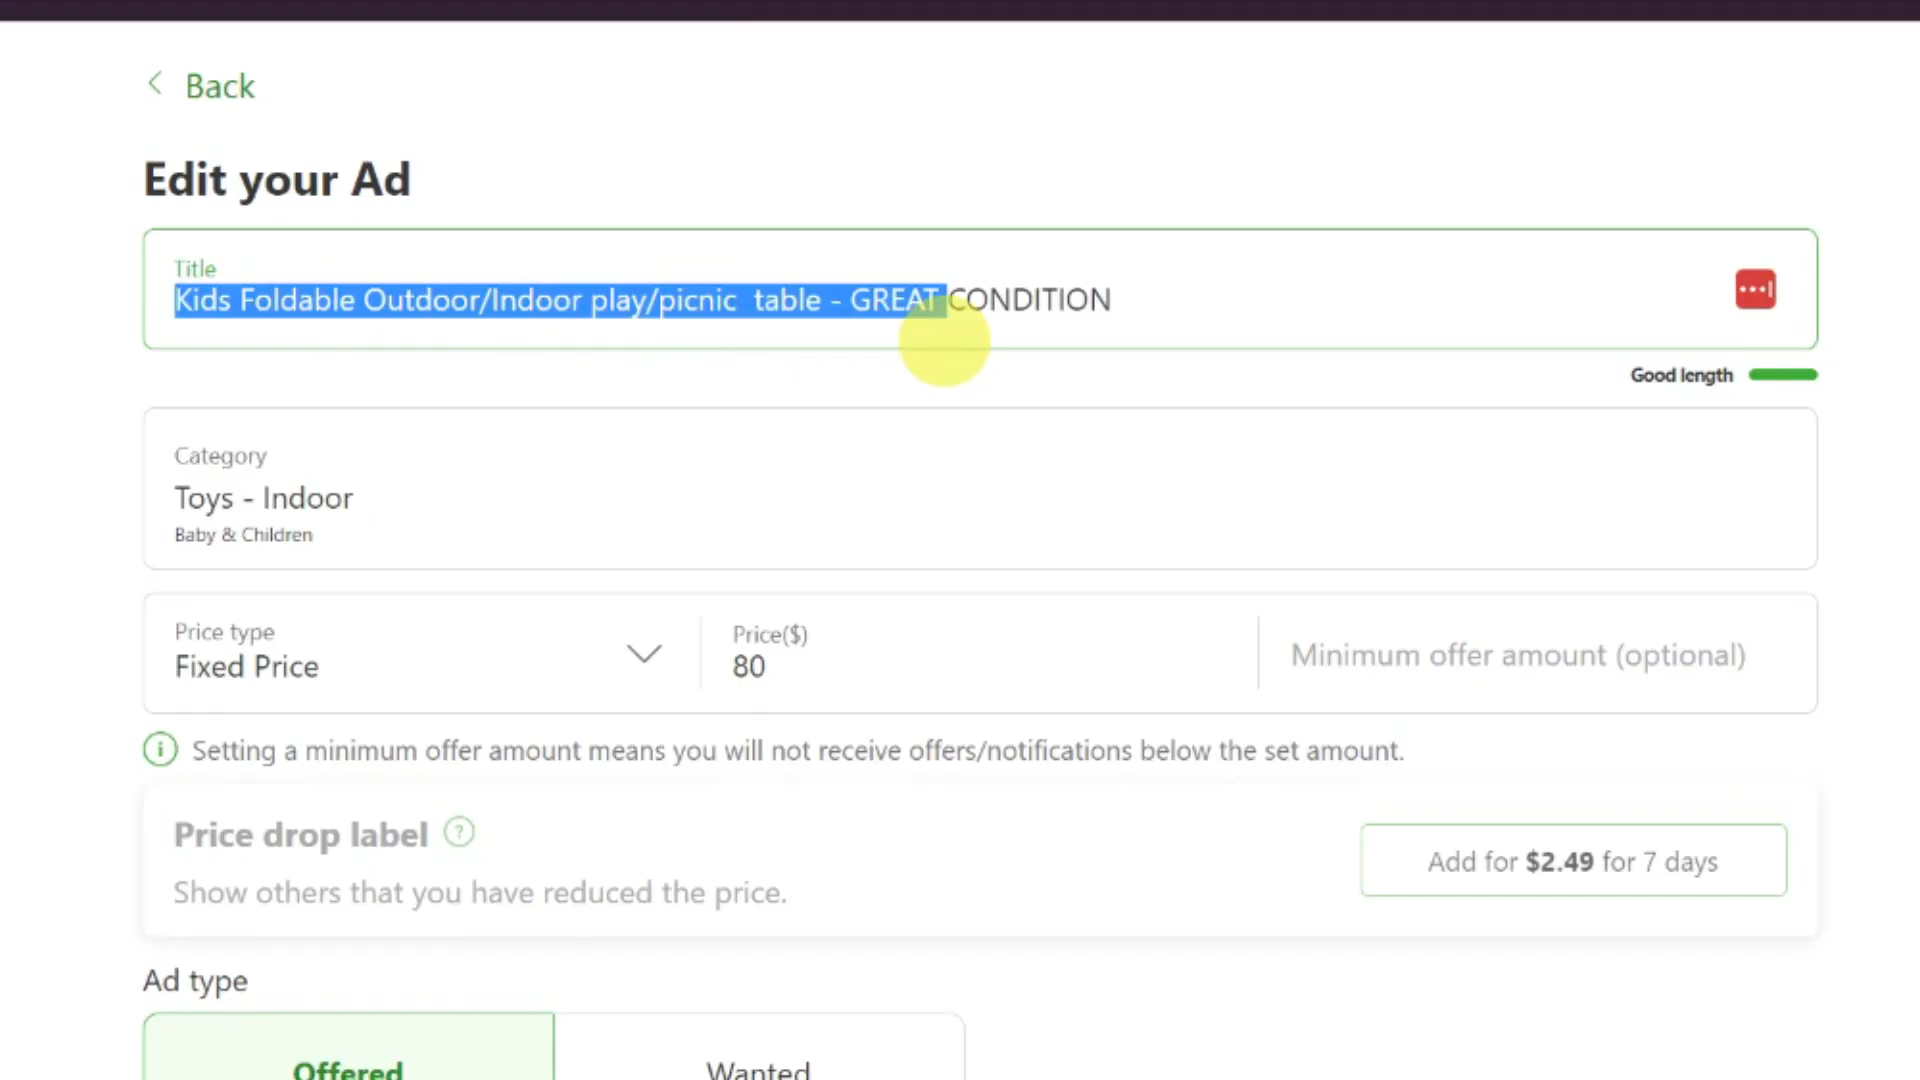 Back
Edit your Ad
Title
Kids Foldable Outdoor/Indoor play/picnic  table - GREAT CONDITION
Good length
Category
Toys - Indoor
Baby & Children
Price type
Fixed Price
Price($)
80
Minimum offer amount (optional)
Setting a minimum offer amount means you will not receive offers/notifications below the set amount.
Price drop label
Show others that you have reduced the price.
Add for $2.49 for 7 days
Ad type
Offered
Wanted